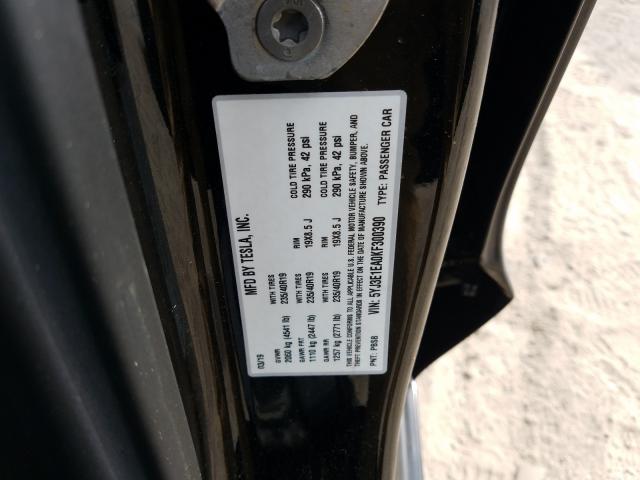 MFD BY TESLA, INC.
03/19
GVWR WITH TIRES RIM COLD TIRE PRESSURE
2060 kg (4541 lb) 235/40R19 19X8.5 J 290 kPa, 42 psi
GAWR FRT WITH TIRES RIM COLD TIRE PRESSURE
1110 kg (2447 lb) 235/40R19 19X8.5 J 290 kPa, 42 psi
GAWR RR WITH TIRES
1257 kg (2771 lb) 235/40R19
THIS VEHICLE CONFORMS TO ALL APPLICABLE U.S. FEDERAL MOTOR VEHICLE SAFETY, BUMPER, AND
THEFT PREVENTION STANDARDS IN EFFECT ON THE DATE OF MANUFACTURE SHOWN ABOVE.
VIN: 5YJ3E1EA0KF300390
PNT: PBSB TYPE: PASSENGER CAR